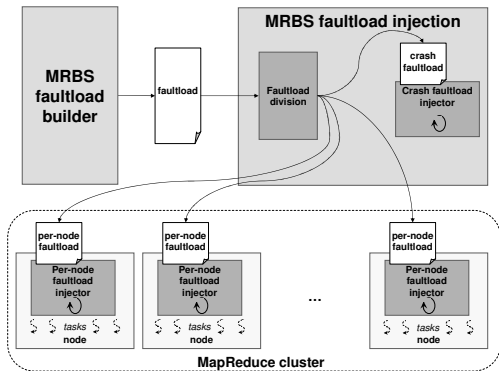 MRBS faultload injection
MRBS
faultload
builder
faultload
Faultload
division
crash
faultload
Crash faultload
injector
per-node
faultload
Per-node
faultload
injector
tasks
node
per-node
faultload
Per-node
faultload
injector
tasks
node
...
per-node
faultload
Per-node
faultload
injector
tasks
node
MapReduce cluster